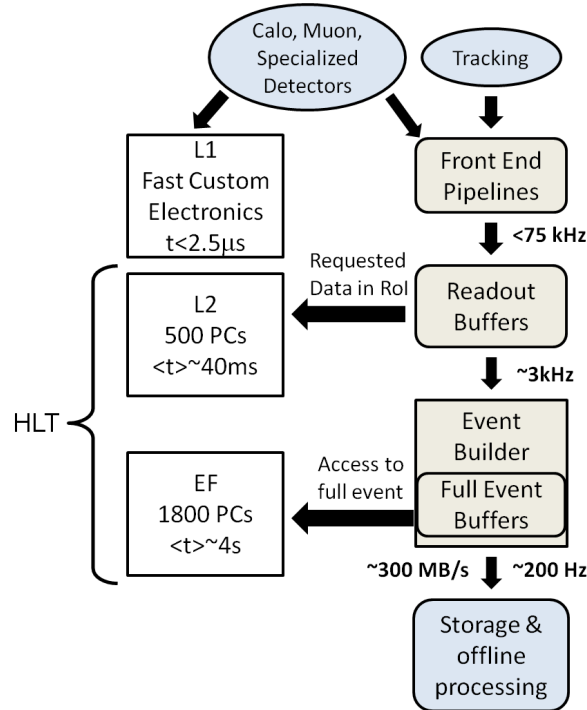 Calo, Muon,
Specialized
Detectors
Tracking
L1
Fast Custom
Electronics
t<2.5μs
Front End
Pipelines
<75 kHz
Requested
Data in RoI
L2
500 PCs
<t>~40ms
Readout
Buffers
~3kHz
HLT
Event
Builder
Access to
full event
Full Event
Buffers
EF
1800 PCs
<t>~4s
~300 MB/s
~200 Hz
Storage &
offline
processing